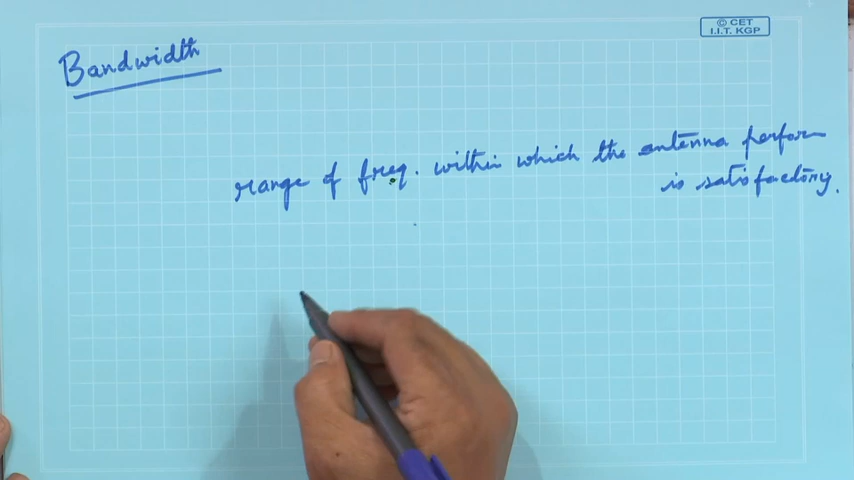 © CET
I.I.T. KGP
Bandwidth
range of freq. within which the antenna perform
is satisfactory.